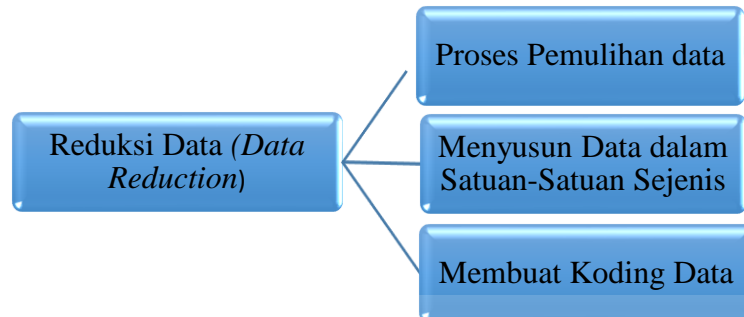 Reduksi Data (Data
Reduction)
Proses Pemulihan data
Menyusun Data dalam
Satuan-Satuan Sejenis
Membuat Koding Data